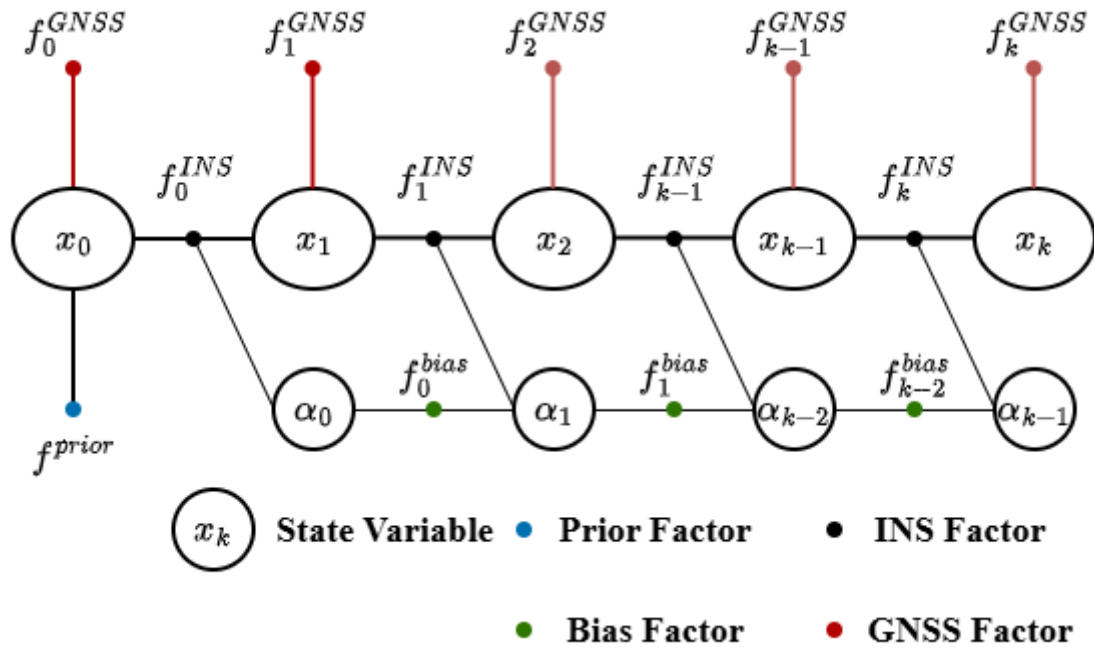 f_0^{GNSS} f_1^{GNSS} f_2^{GNSS} f_{k-1}^{GNSS} f_k^{GNSS}
f_0^{INS} f_1^{INS} f_{k-1}^{INS} f_k^{INS}
x_0 x_1 x_2 x_{k-1} x_k
f_0^{bias} f_1^{bias} f_{k-2}^{bias}
α_0 α_1 α_{k-2} α_{k-1}
f^{prior}
x_k State Variable Prior Factor INS Factor
Bias Factor GNSS Factor